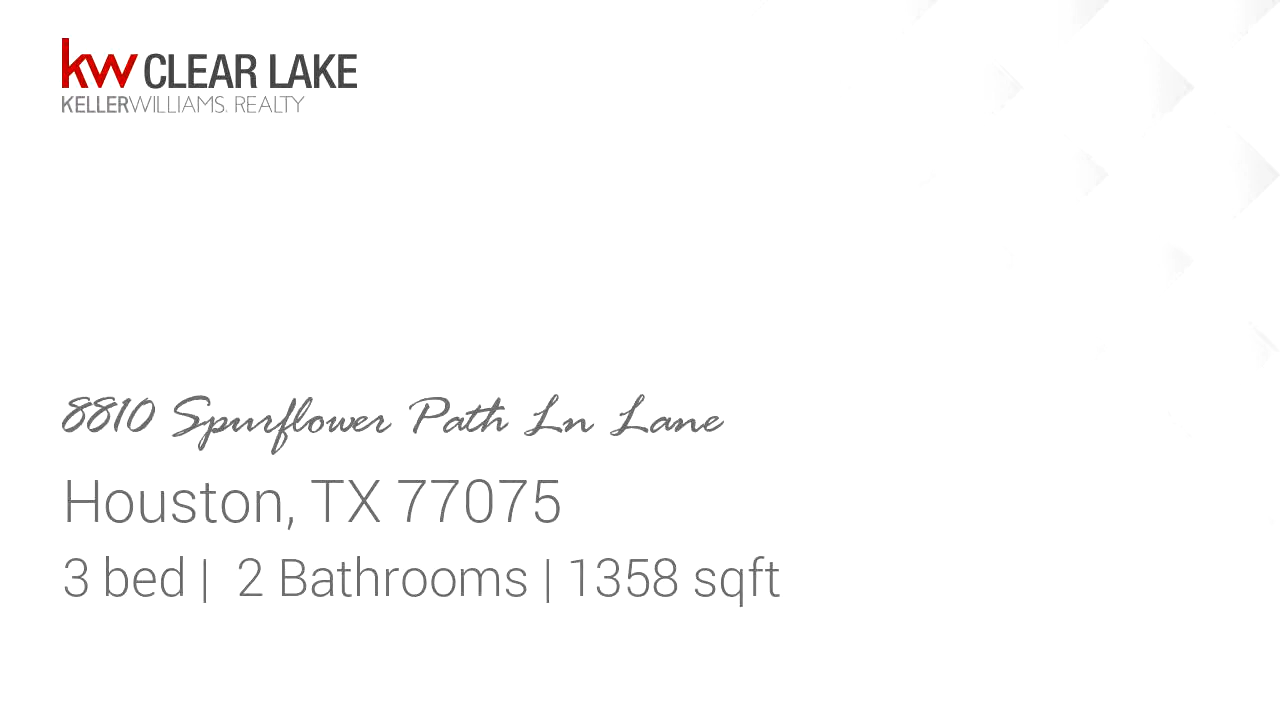 kw CLEAR LAKE
KELLERWILLIAMS. REALTY
8810 Spurflower Path Ln Lane
Houston, TX 77075
3 bed | 2 Bathrooms | 1358 sqft